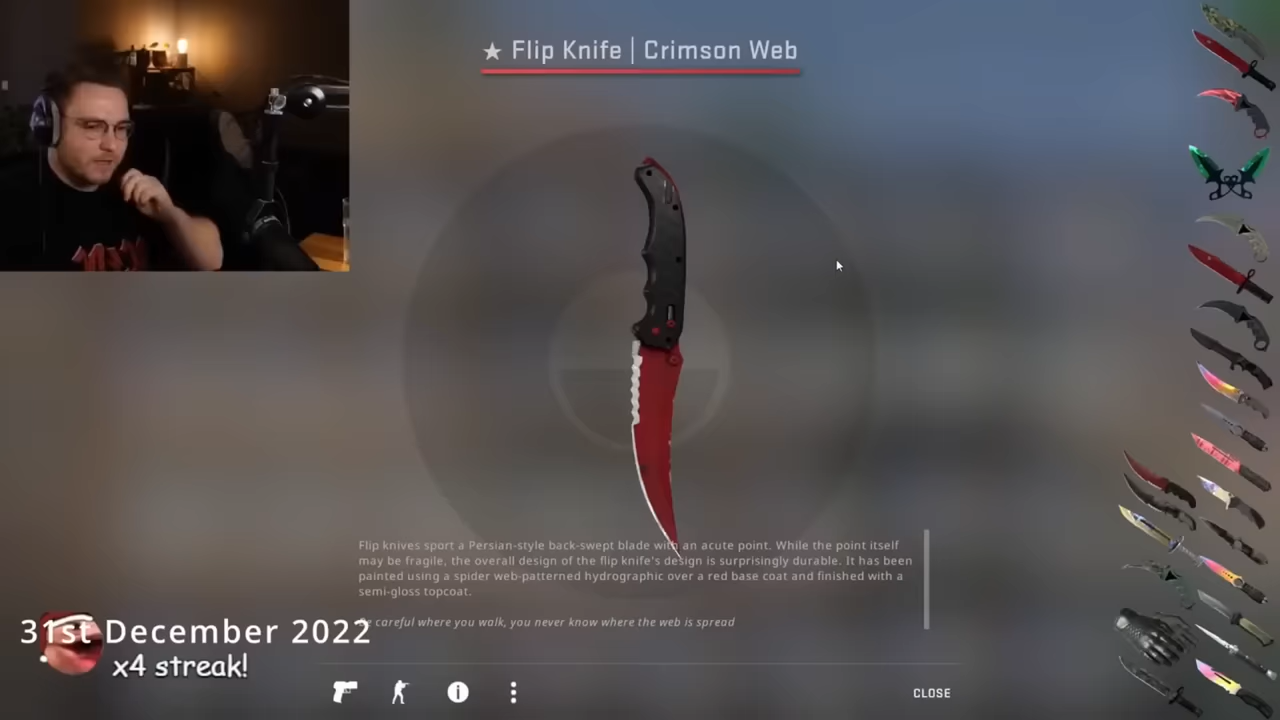 ★ Flip Knife | Crimson Web
Flip knives sport a Persian-style back-swept blade with an acute point. While the point itself
may be fragile, the overall design of the flip knife's design is surprisingly durable. It has been
painted using a spider web-patterned hydrographic over a red base coat and finished with a
semi-gloss topcoat.
Be careful where you walk, you never know where the web is spread
31st December 2022
x4 streak!
CLOSE